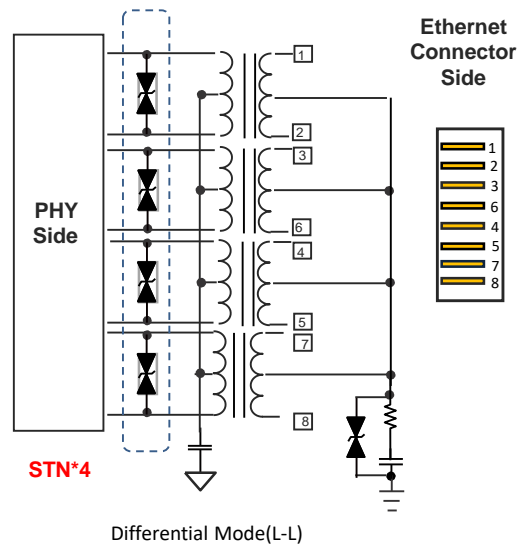 Ethernet
Connector
Side
PHY
Side
1
2
3
6
4
5
7
8
1
2
3
6
4
5
7
8
STN*4
Differential Mode(L-L)